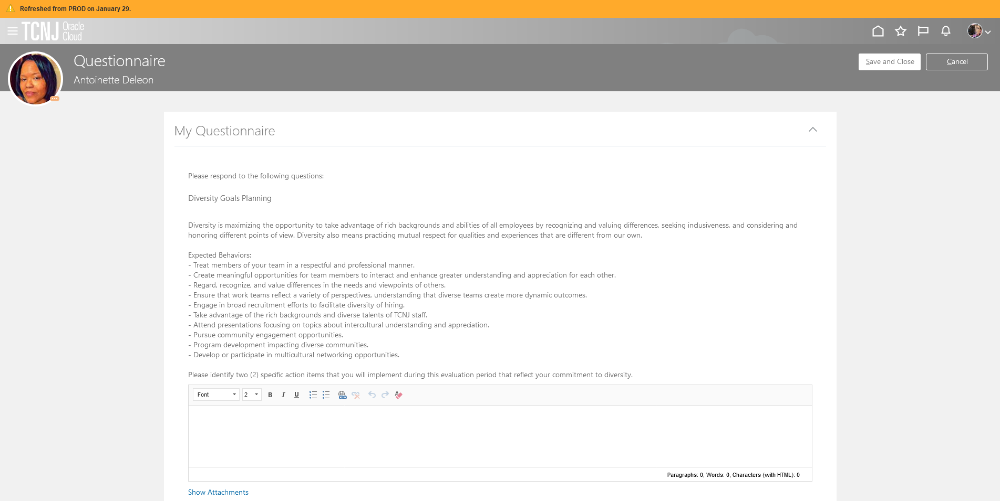 Refreshed from PROD on January 29.
TCNJ Oracle Cloud
Questionnaire
Antoinette Deleon
Save and Close
Cancel
My Questionnaire
Please respond to the following questions:
Diversity Goals Planning
Diversity is maximizing the opportunity to take advantage of rich backgrounds and abilities of all employees by recognizing and valuing differences, seeking inclusiveness, and considering and
honoring different points of view. Diversity also means practicing mutual respect for qualities and experiences that are different from our own.
Expected Behaviors:
- Treat members of your team in a respectful and professional manner.
- Create meaningful opportunities for team members to interact and enhance greater understanding and appreciation for each other.
- Regard, recognize, and value differences in the needs and viewpoints of others.
- Ensure that work teams reflect a variety of perspectives, understanding that diverse teams create more dynamic outcomes.
- Engage in broad recruitment efforts to facilitate diversity of hiring.
- Take advantage of the rich backgrounds and diverse talents of TCNJ staff.
- Attend presentations focusing on topics about intercultural understanding and appreciation.
- Pursue community engagement opportunities.
- Program development impacting diverse communities.
- Develop or participate in multicultural networking opportunities.
Please identify two (2) specific action items that you will implement during this evaluation period that reflect your commitment to diversity.
Font 2 B I U
Paragraphs: 0, Words: 0, Characters (with HTML): 0
Show Attachments